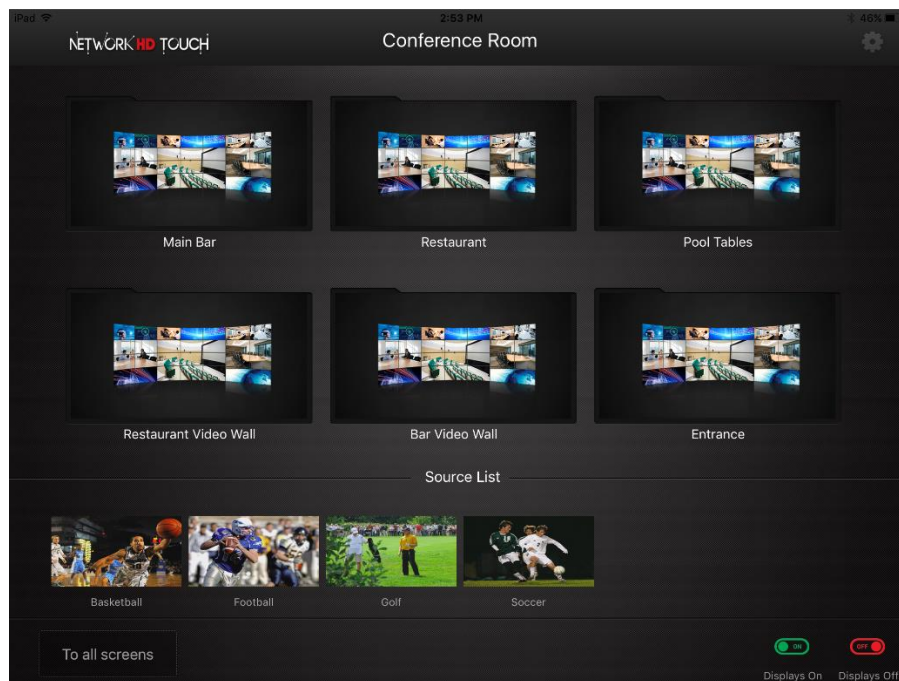 iPad 2:53 PM 46%
NETWORK HD TOUCH Conference Room
Main Bar Restaurant Pool Tables
Restaurant Video Wall Bar Video Wall Entrance
Source List
Basketball Football Golf Soccer
To all screens
ON OFF
Displays On Displays Off